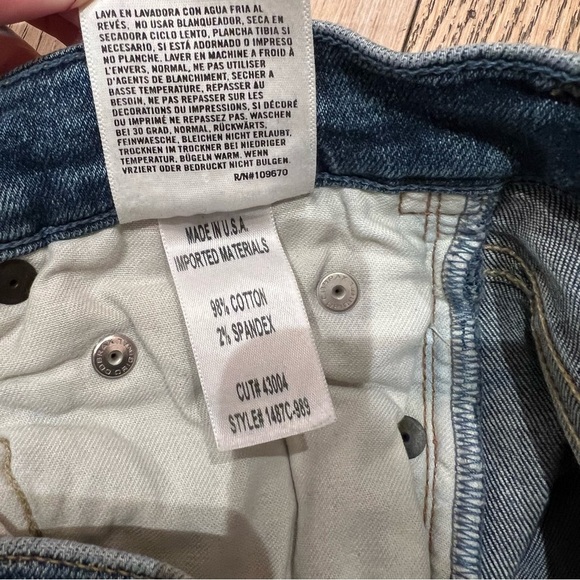 LAVA EN LAVADORA CON AGUA FRIA AL
REVÉS, NO USAR BLANQUEADOR, SECA EN
SECADORA CICLO LENTO, PLANCHA TIBIA SI
NECESARIO, SI ESTÁ ADORNADO O IMPRESO
NO PLANCHE. LAVER EN MACHINE A FROID À
L'ENVERS, NORMAL, NE PAS UTILISER
D'AGENTS DE BLANCHIMENT, SECHER A
BASSE TEMPERATURE, REPASSER AU
BESOIN, NE PAS REPASSER SUR LES
DECORATIONS OU IMPRESSIONS, SI DÉCORÉ
OU IMPRIMÉ NE REPASSEZ PAS. WASCHEN
BEI 30 GRAD, NORMAL, RÜCKWÄRTS,
FEINWAESCHE, BLEICHEN NICHT ERLAUBT,
TROCKNEN IM TROCKNER BEI NIEDRIGER
TEMPERATUR, BÜGELN WARM. WENN
VRZIERT ODER BEDRUCKT NICHT BULGEN.
R/N#109670
MADE IN U.S.A.
IMPORTED MATERIALS
98% COTTON
2% SPANDEX
CUT# 43004
STYLE# 1487C-989